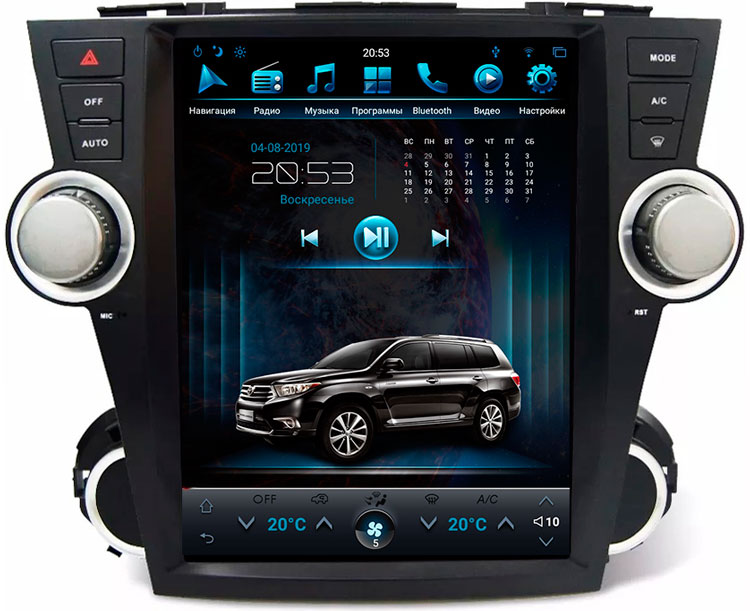 20:53
MODE
OFF
A/C
AUTO
Навигация Радио Музыка Программы Bluetooth Видео Настройки
04-08-2019
20:53
Воскресенье
ВС ПН ВТ СР ЧТ ПТ СБ
28 29 30 31 1 2 3
4 5 6 7 8 9 10
11 12 13 14 15 16 17
18 19 20 21 22 23 24
25 26 27 28 29 30 31
1 2 3 4 5 6 7
MIC
RST
OFF A/C
20°C 20°C 10
5